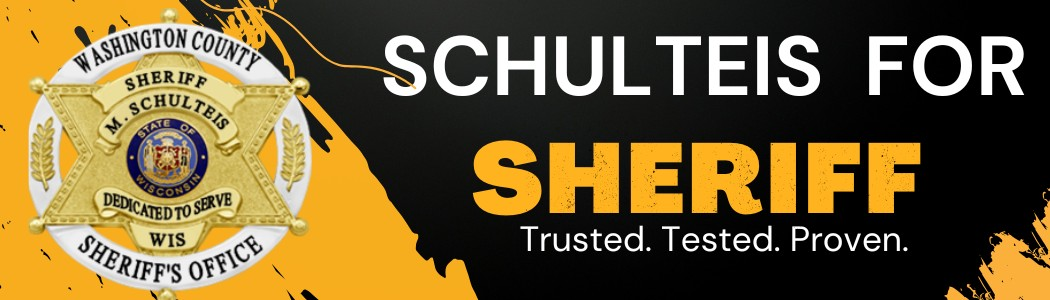 WASHINGTON COUNTY
SHERIFF
M. SCHULTEIS
STATE OF
WISCONSIN
DEDICATED TO SERVE
WIS
SHERIFF'S OFFICE
SCHULTEIS FOR
SHERIFF
Trusted. Tested. Proven.